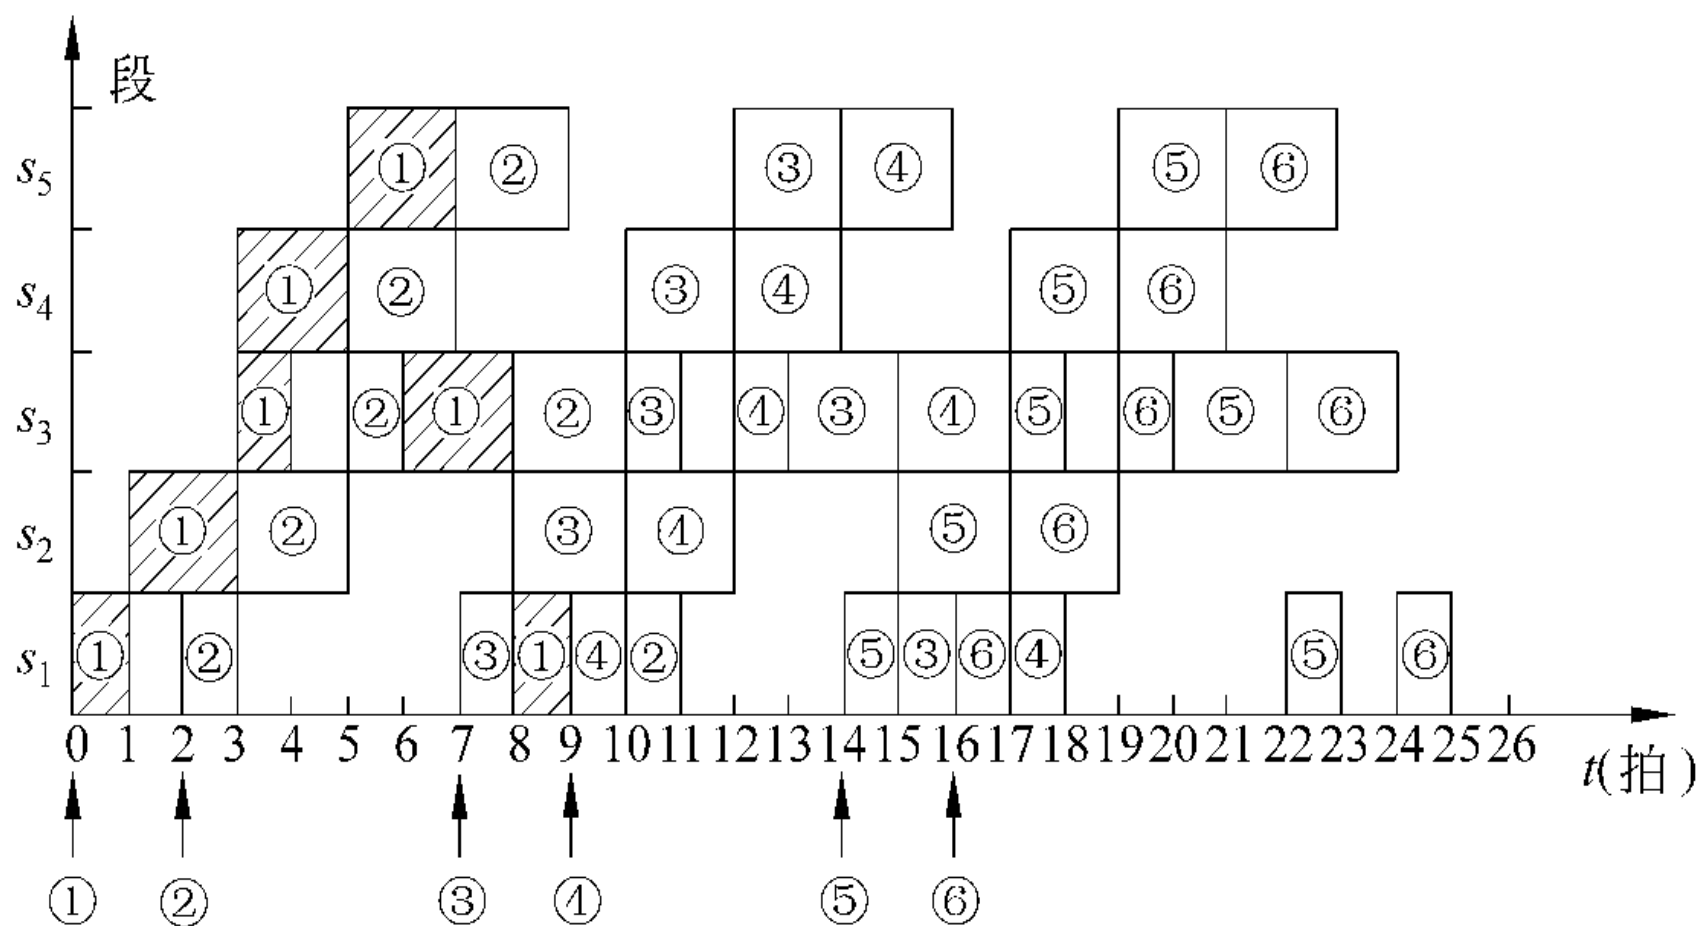 段
s5 ① ② ③ ④ ⑤ ⑥
s4 ① ② ③ ④ ⑤ ⑥
s3 ① ② ① ② ③ ④ ③ ④ ⑤ ⑥ ⑤ ⑥
s2 ① ② ③ ④ ⑤ ⑥
s1 ① ② ③ ① ④ ② ⑤ ③ ⑥ ④ ⑤ ⑥
0 1 2 3 4 5 6 7 8 9 10 11 12 13 14 15 16 17 18 19 20 21 22 23 24 25 26
t(拍)
① ② ③ ④ ⑤ ⑥